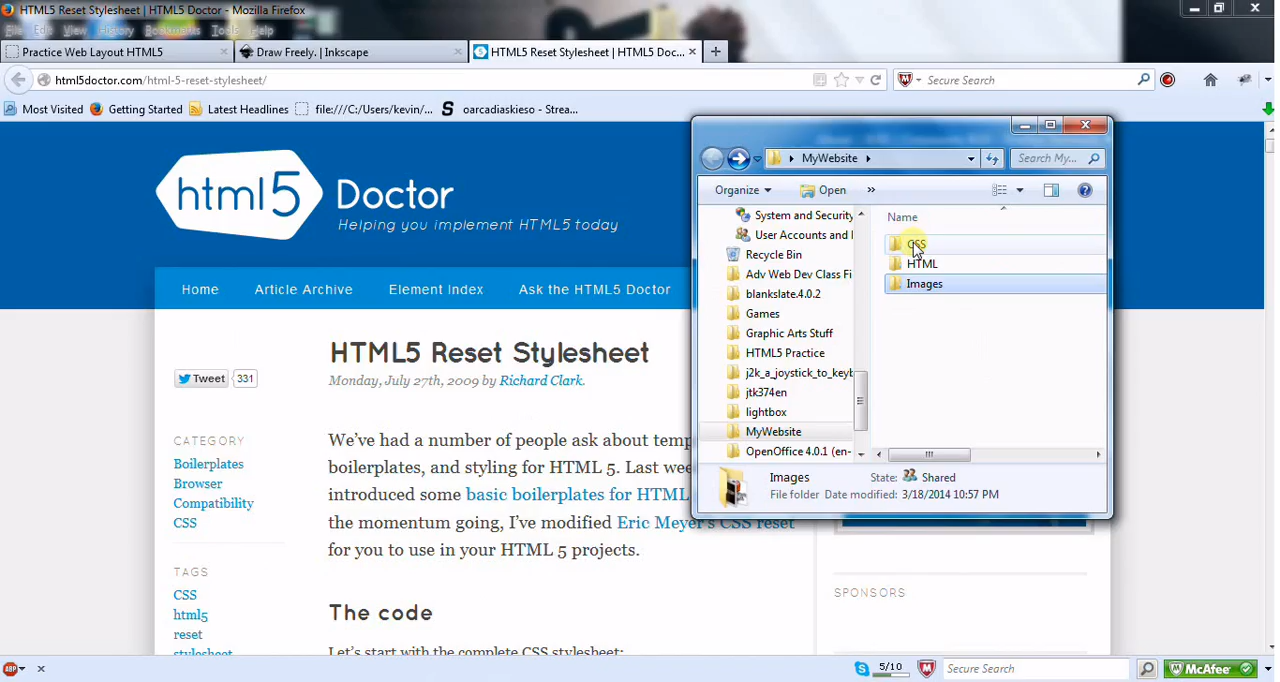 HTML5 Reset Stylesheet | HTML5 Doctor - Mozilla Firefox
File Edit View History Bookmarks Tools Help
Practice Web Layout HTML5
Draw Freely. | Inkscape
HTML5 Reset Stylesheet | HTML5 Doc...
html5doctor.com/html-5-reset-stylesheet/
Secure Search
Most Visited
Getting Started
Latest Headlines
file:///C:/Users/kevin/...
oarcadiaskieso - Strea...
html5 Doctor
Helping you implement HTML5 today
Home
Article Archive
Element Index
Ask the HTML5 Doctor
Tweet 331
CATEGORY
Boilerplates
Browser
Compatibility
CSS
TAGS
CSS
html5
reset
stylesheet
HTML5 Reset Stylesheet
Monday, July 27th, 2009 by Richard Clark.
We've had a number of people ask about temp
boilerplates, and styling for HTML 5. Last wee
introduced some basic boilerplates for HTML
the momentum going, I've modified Eric Meyer's CSS reset
for you to use in your HTML 5 projects.
The code
Let's start with the complete CSS stylesheet:
MyWebsite
Search My...
Organize
Open
»
System and Security
User Accounts and
Recycle Bin
Adv Web Dev Class Fi
blankslate.4.0.2
Games
Graphic Arts Stuff
HTML5 Practice
j2k_a_joystick_to_keyb
jtk374en
lightbox
MyWebsite
OpenOffice 4.0.1 (en-
Name
CSS
HTML
Images
Images
State: Shared
File folder Date modified: 3/18/2014 10:57 PM
SPONSORS
ABP
5/10
Secure Search
McAfee